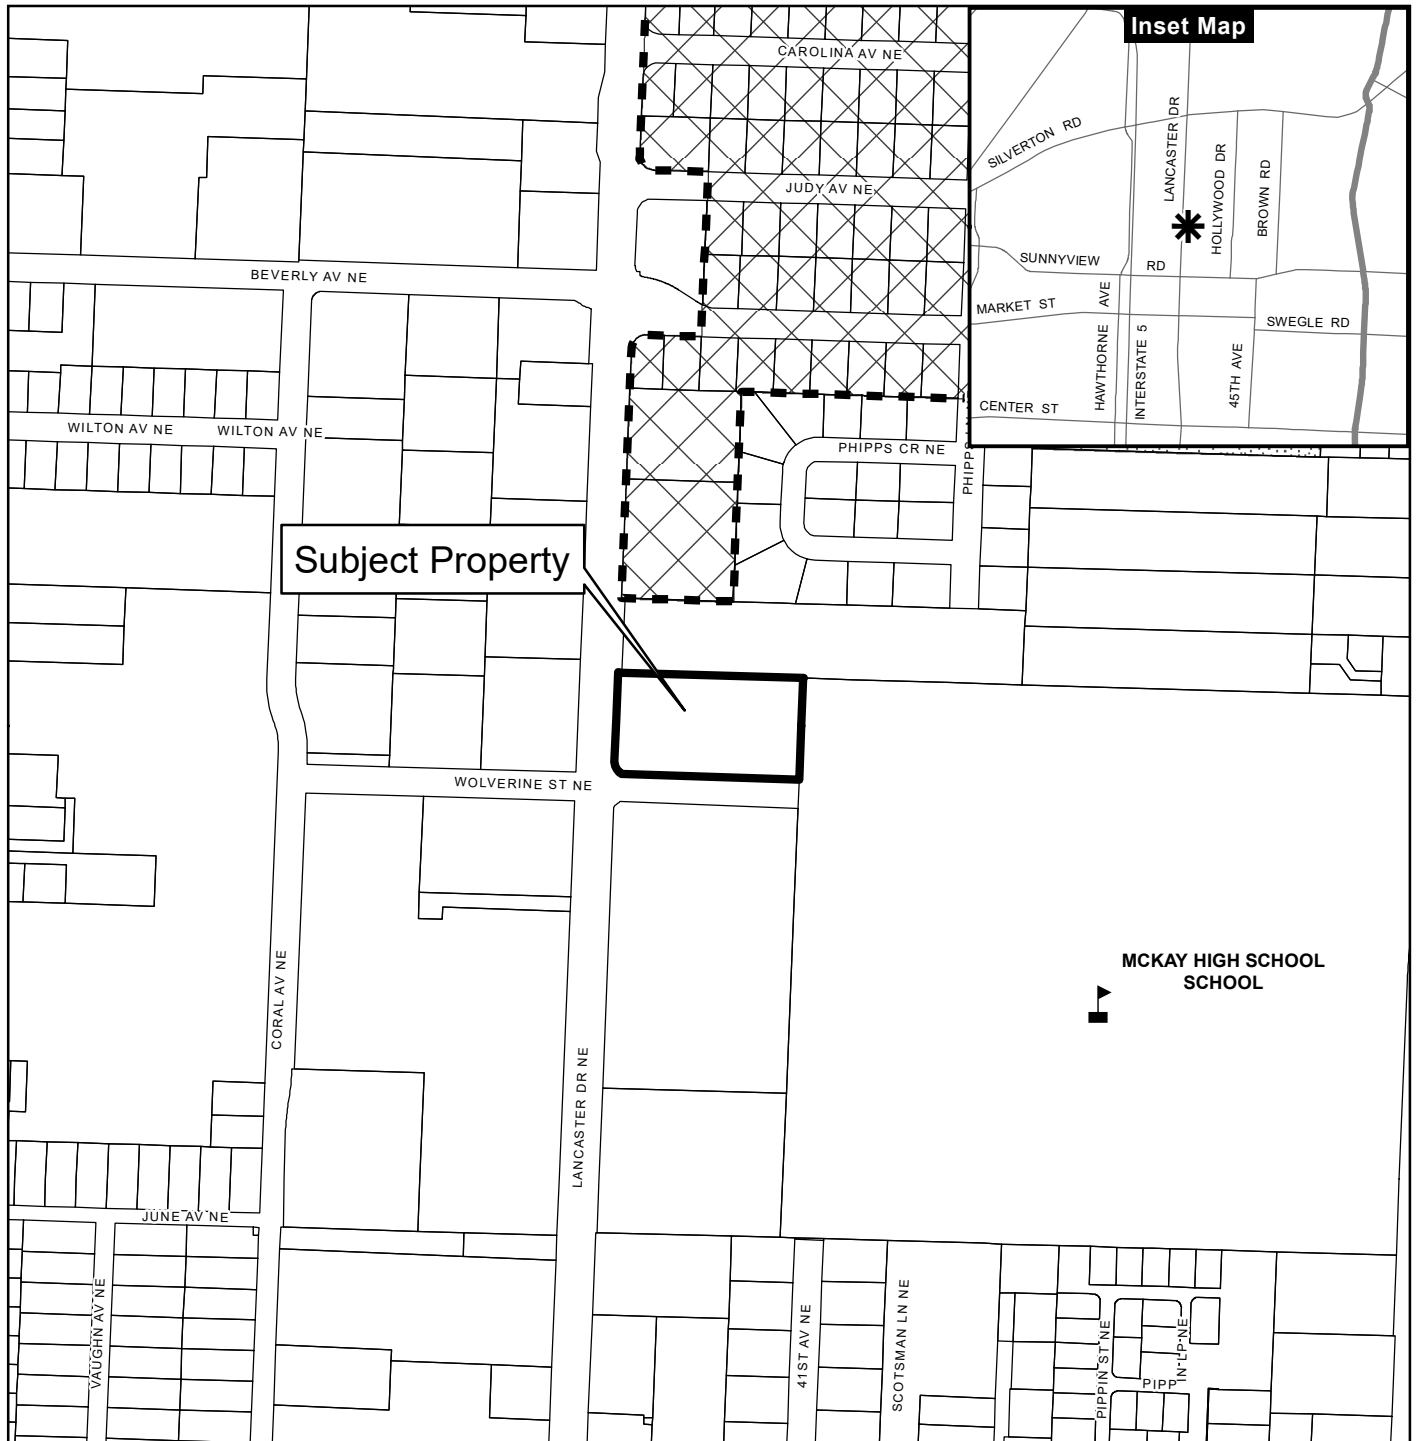 Inset Map
CAROLINA AV NE
SILVERTON RD
LANCASTER DR
HOLLYWOOD DR
BROWN RD
JUDY AV NE
SUNNYVIEW RD
BEVERLY AV NE
MARKET ST
HAWTHORNE AVE
INTERSTATE 5
SWEGLE RD
45TH AVE
CENTER ST
WILTON AV NE
WILTON AV NE
PHIPPS CR NE
Subject Property
WOLVERINE ST NE
MCKAY HIGH SCHOOL
SCHOOL
CORAL AV NE
LANCASTER DR NE
JUNE AV NE
VAUGHN AV NE
41ST AV NE
SCOTSMAN LN NE
PIPPIN ST NE
PIPP
IN LP NE